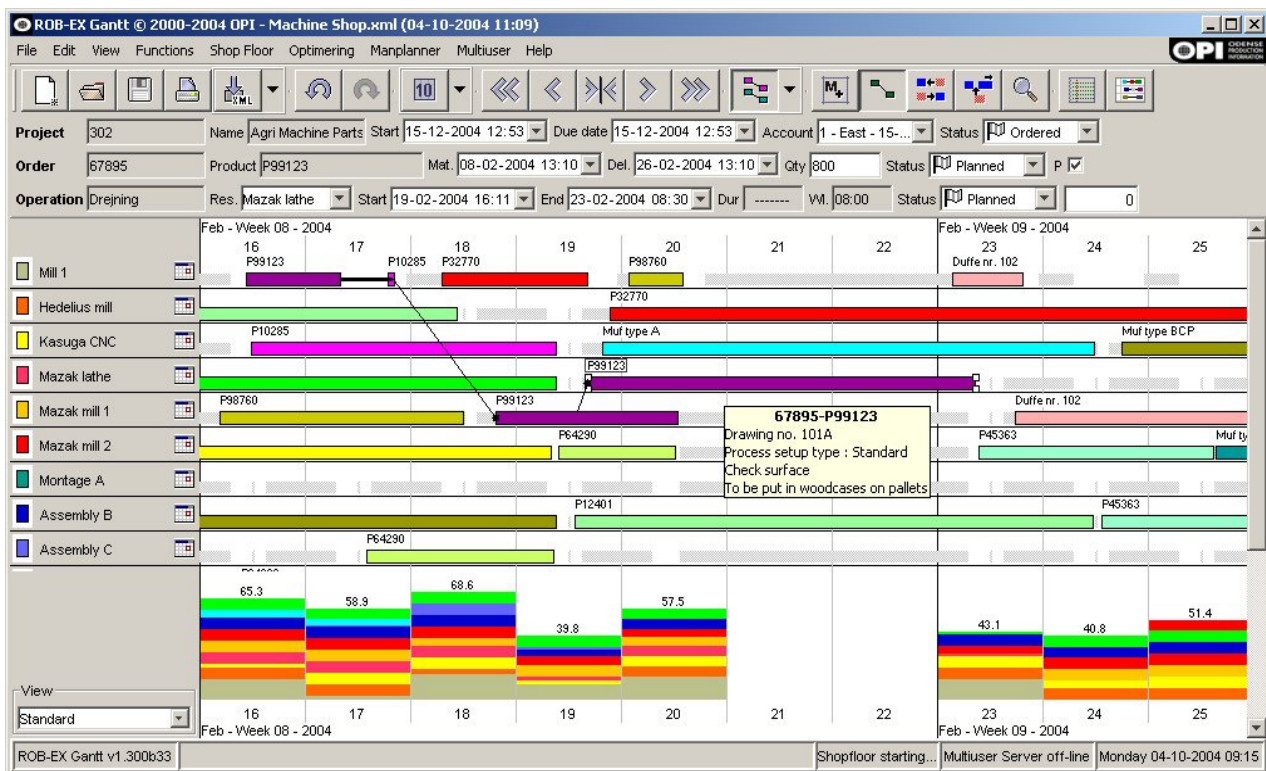 ROB-EX Gantt © 2000-2004 OPI - Machine Shop.xml (04-10-2004 11:09)
File Edit View Functions Shop Floor Optimering Manplanner Multiuser Help
OPI ODENSE PRODUCTION INFORMATION
XML 10 M+
Project 302 Name Agri Machine Parts Start 15-12-2004 12:53 Due date 15-12-2004 12:53 Account 1 - East - 15-... Status Ordered
Order 67895 Product P99123 Mat. 08-02-2004 13:10 Del. 26-02-2004 13:10 Qty 800 Status Planned P
Operation Drejning Res. Mazak lathe Start 19-02-2004 16:11 End 23-02-2004 08:30 Dur ------- Wl. 08:00 Status Planned 0
Feb - Week 08 - 2004 Feb - Week 09 - 2004
16 17 18 19 20 21 22 23 24 25
P99123 P10285 P32770 P98760 Duffe nr. 102
Mill 1
P32770
Hedelius mill
P10285 Muf type A Muf type BCP
Kasuga CNC
P99123
Mazak lathe
P98760 P99123 Duffe nr. 102
Mazak mill 1
67895-P99123
Drawing no. 101A
Process setup type : Standard
Check surface
To be put in woodcases on pallets
P64290 P45363 Muf ty
Mazak mill 2
Montage A
P12401 P45363
Assembly B
P64290
Assembly C
65.3 58.9 68.6 39.8 57.5 43.1 40.8 51.4
View
Standard
16 17 18 19 20 21 22 23 24 25
Feb - Week 08 - 2004 Feb - Week 09 - 2004
ROB-EX Gantt v1.300b33 Shopfloor starting... Multiuser Server off-line Monday 04-10-2004 09:15